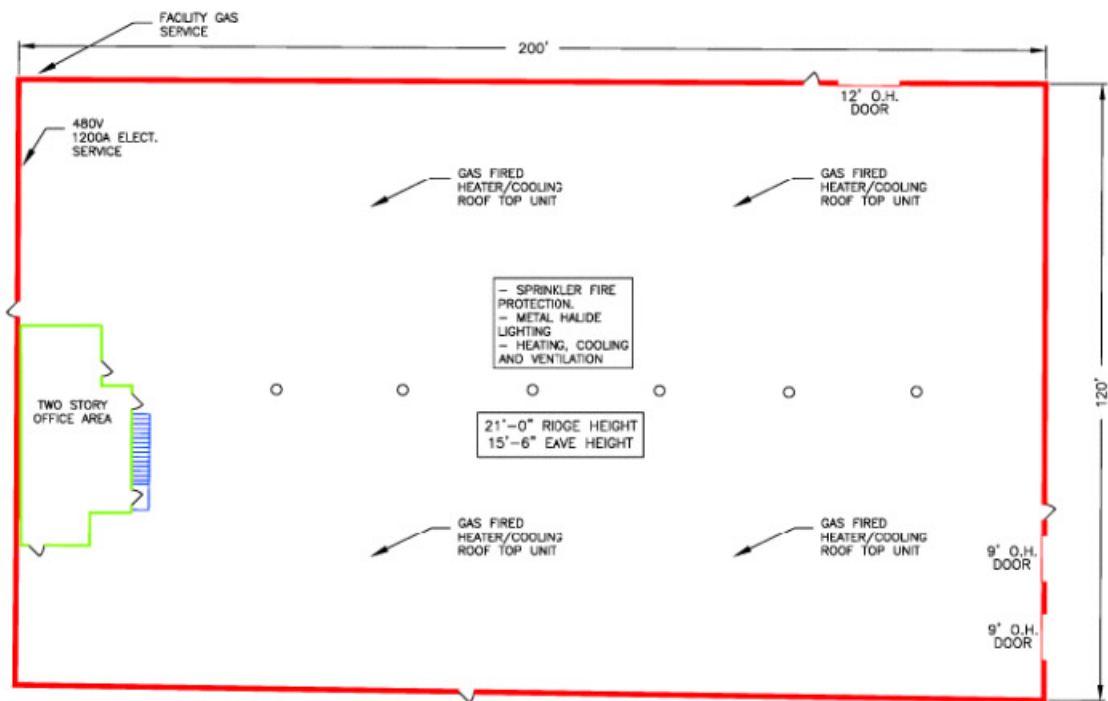 FACILITY GAS
SERVICE
200'
12' O.H.
DOOR
480V
1200A ELECT.
SERVICE
GAS FIRED
HEATER/COOLING
ROOF TOP UNIT
GAS FIRED
HEATER/COOLING
ROOF TOP UNIT
– SPRINKLER FIRE
PROTECTION.
– METAL HALIDE
LIGHTING
– HEATING, COOLING
AND VENTILATION
TWO STORY
OFFICE AREA
120'
21'-0" RIDGE HEIGHT
15'-6" EAVE HEIGHT
GAS FIRED
HEATER/COOLING
ROOF TOP UNIT
GAS FIRED
HEATER/COOLING
ROOF TOP UNIT
9' O.H.
DOOR
9' O.H.
DOOR